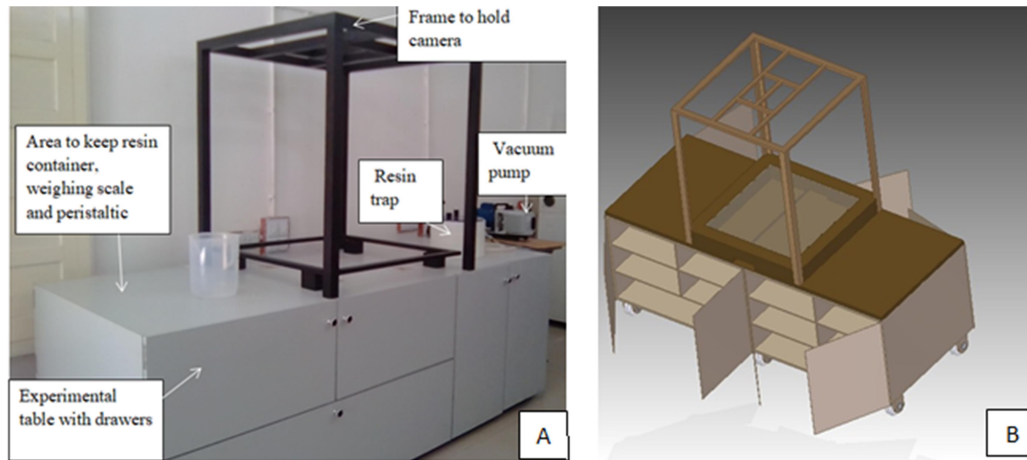 Frame to hold
camera
Area to keep resin
container,
weighing scale
and peristaltic
Resin
trap
Vacuum
pump
Experimental
table with drawers
A
B